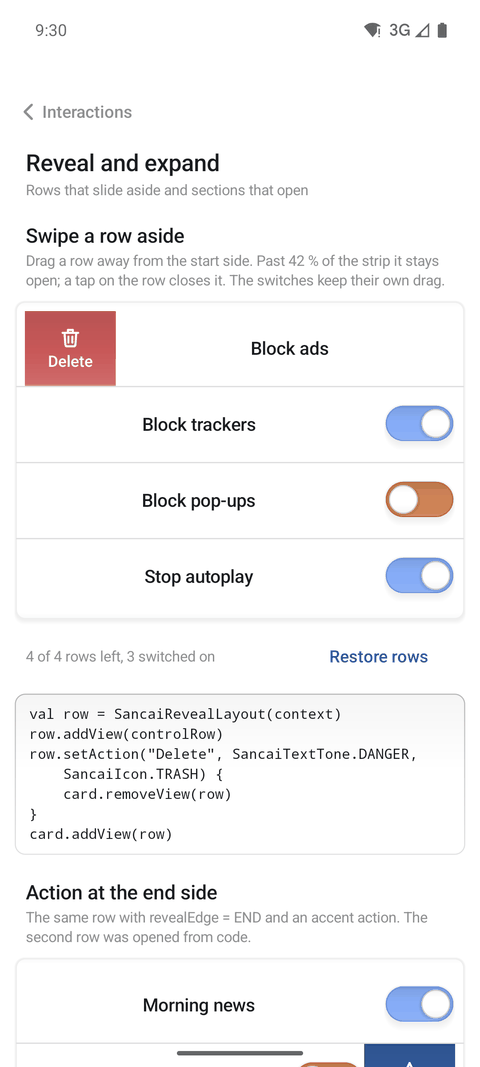 9:30
3G
Interactions
Reveal and expand
Rows that slide aside and sections that open
Swipe a row aside
Drag a row away from the start side. Past 42 % of the strip it stays
open; a tap on the row closes it. The switches keep their own drag.
Delete
Block ads
Block trackers
Block pop-ups
Stop autoplay
4 of 4 rows left, 3 switched on
Restore rows
val row = SancaiRevealLayout(context)
row.addView(controlRow)
row.setAction("Delete", SancaiTextTone.DANGER,
    SancaiIcon.TRASH) {
    card.removeView(row)
}
card.addView(row)
Action at the end side
The same row with revealEdge = END and an accent action. The
second row was opened from code.
Morning news